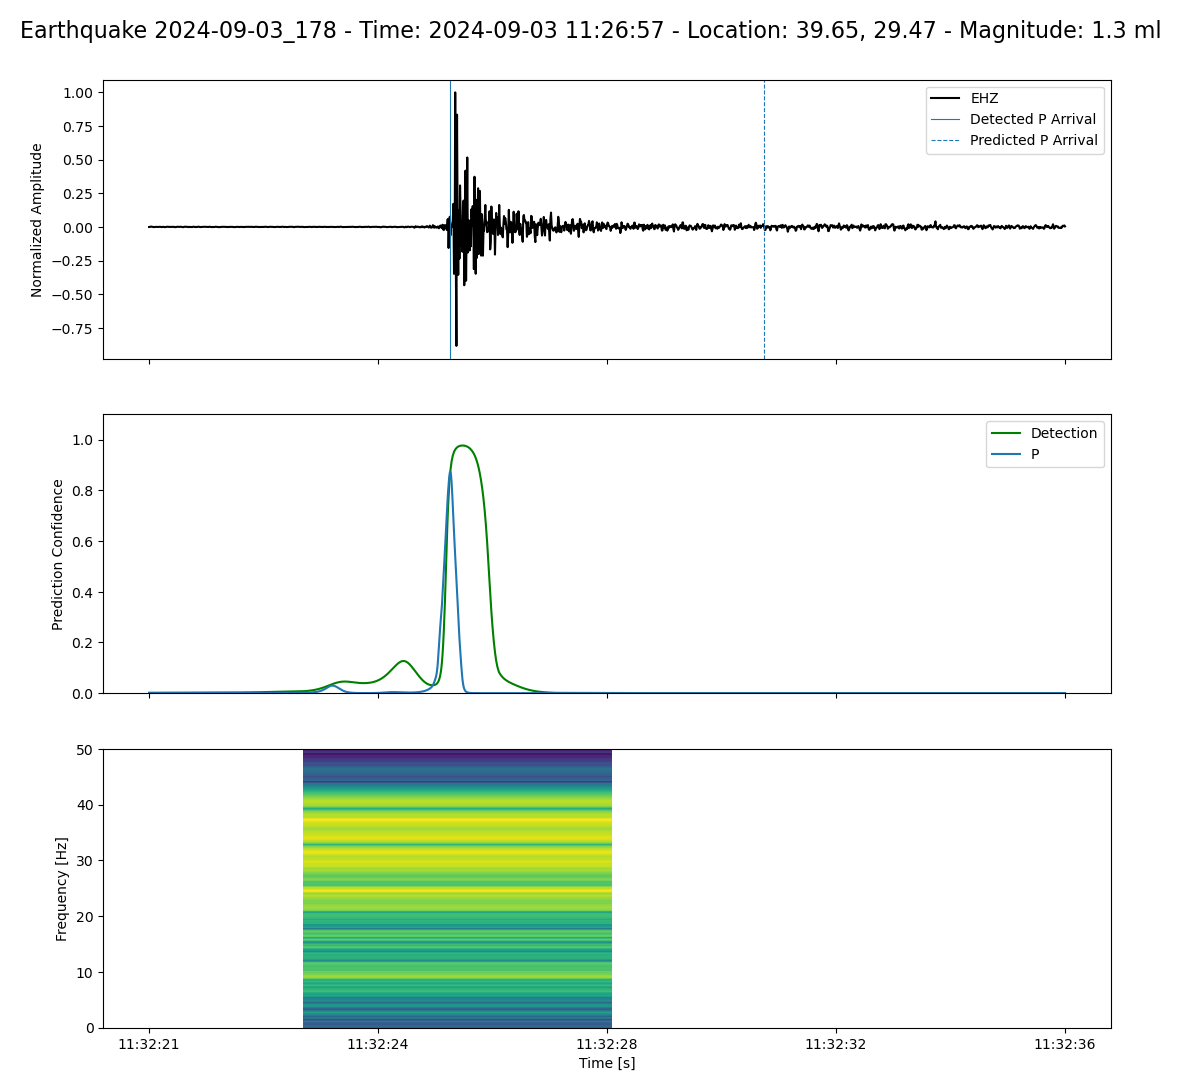 Earthquake 2024-09-03_178 - Time: 2024-09-03 11:26:57 - Location: 39.65, 29.47 - Magnitude: 1.3 ml
Normalized Amplitude
1.00
0.75
0.50
0.25
0.00
−0.25
−0.50
−0.75
EHZ
Detected P Arrival
Predicted P Arrival
Prediction Confidence
1.0
0.8
0.6
0.4
0.2
0.0
Detection
P
Frequency [Hz]
50
40
30
20
10
0
11:32:21 11:32:24 11:32:28 11:32:32 11:32:36
Time [s]